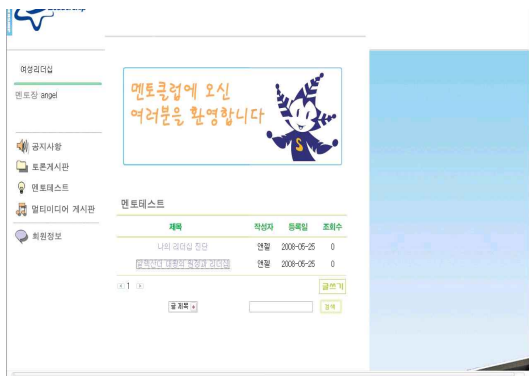 여성리더십
멘토장 angel
공지사항
토론게시판
멘토테스트
멀티미디어 게시판
회원정보
멘토클럽에 오신
여러분을 환영합니다
S
멘토테스트
제목 작성자 등록일 조회수
나의 리더십 진단 앤젤 2008-05-25 0
앤젤 2008-05-25 0
1
글쓰기
글 제목
검색